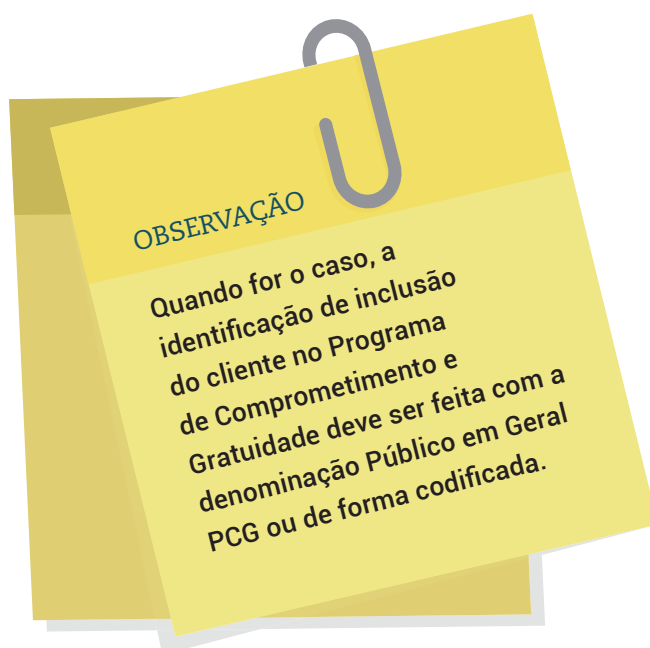 OBSERVAÇÃO
Quando for o caso, a
identificação de inclusão
do cliente no Programa
de Comprometimento e
Gratuidade deve ser feita com a
denominação Público em Geral
PCG ou de forma codificada.